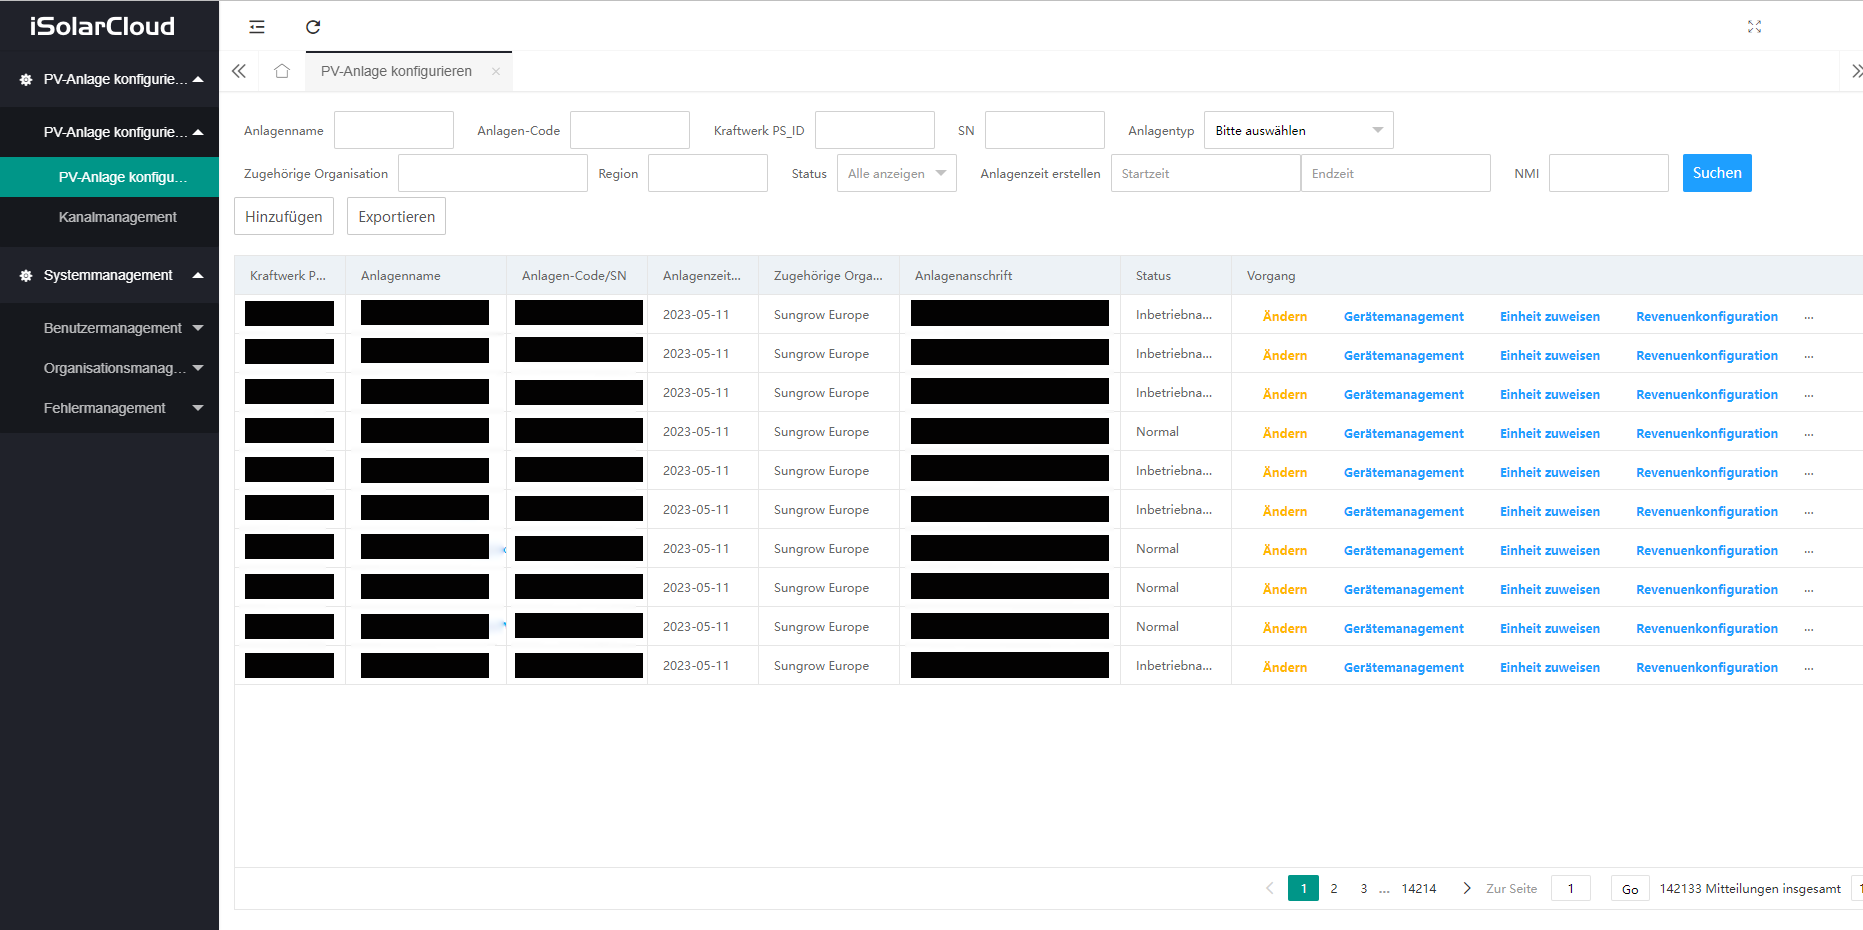 iSolarCloud
PV-Anlage konfigurie...
PV-Anlage konfigurie...
PV-Anlage konfigu...
Kanalmanagement
Systemmanagement
Benutzermanagement
Organisationsmanag...
Fehlermanagement
PV-Anlage konfigurieren
Anlagenname Anlagen-Code Kraftwerk PS_ID SN Anlagentyp Bitte auswählen
Zugehörige Organisation Region Status Alle anzeigen Anlagenzeit erstellen Startzeit Endzeit NMI Suchen
Hinzufügen Exportieren
Kraftwerk P... Anlagenname Anlagen-Code/SN Anlagenzeit... Zugehörige Orga... Anlagenanschrift Status Vorgang
2023-05-11 Sungrow Europe Inbetriebna... Ändern Gerätemanagement Einheit zuweisen Revenuenkonfiguration ...
2023-05-11 Sungrow Europe Inbetriebna... Ändern Gerätemanagement Einheit zuweisen Revenuenkonfiguration ...
2023-05-11 Sungrow Europe Inbetriebna... Ändern Gerätemanagement Einheit zuweisen Revenuenkonfiguration ...
2023-05-11 Sungrow Europe Normal Ändern Gerätemanagement Einheit zuweisen Revenuenkonfiguration ...
2023-05-11 Sungrow Europe Inbetriebna... Ändern Gerätemanagement Einheit zuweisen Revenuenkonfiguration ...
2023-05-11 Sungrow Europe Inbetriebna... Ändern Gerätemanagement Einheit zuweisen Revenuenkonfiguration ...
2023-05-11 Sungrow Europe Normal Ändern Gerätemanagement Einheit zuweisen Revenuenkonfiguration ...
2023-05-11 Sungrow Europe Normal Ändern Gerätemanagement Einheit zuweisen Revenuenkonfiguration ...
2023-05-11 Sungrow Europe Normal Ändern Gerätemanagement Einheit zuweisen Revenuenkonfiguration ...
2023-05-11 Sungrow Europe Inbetriebna... Ändern Gerätemanagement Einheit zuweisen Revenuenkonfiguration ...
1 2 3 ... 14214 Zur Seite 1 Go 142133 Mitteilungen insgesamt